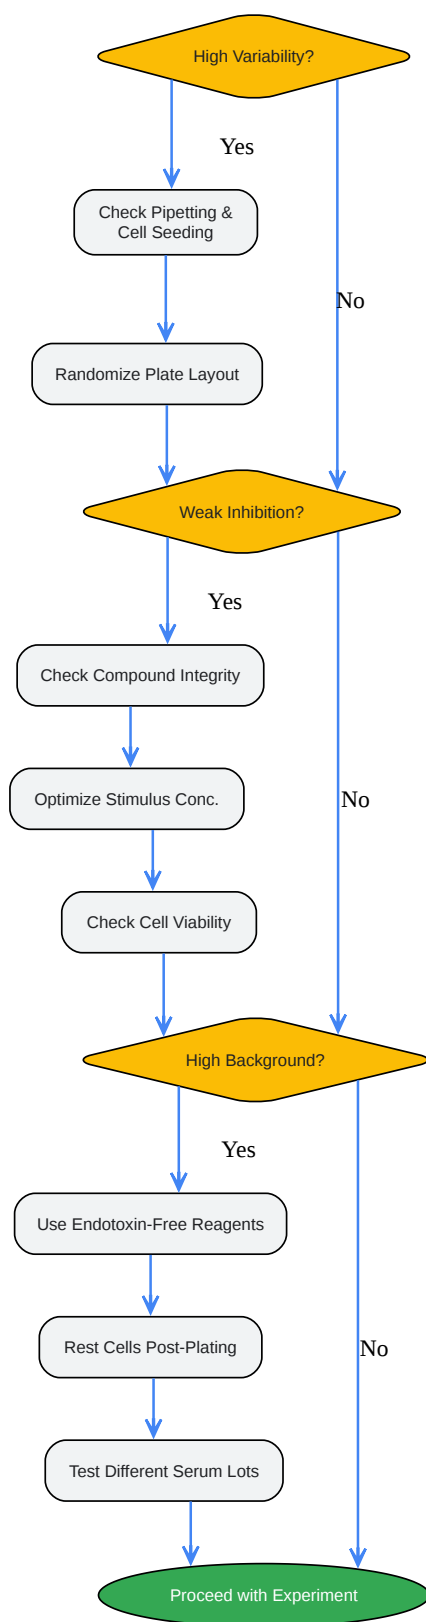 High Variability?
Yes
Check Pipetting &
Cell Seeding
No
Randomize Plate Layout
Weak Inhibition?
Yes
Check Compound Integrity
Optimize Stimulus Conc.
No
Check Cell Viability
High Background?
Yes
Use Endotoxin-Free Reagents
Rest Cells Post-Plating
No
Test Different Serum Lots
Proceed with Experiment